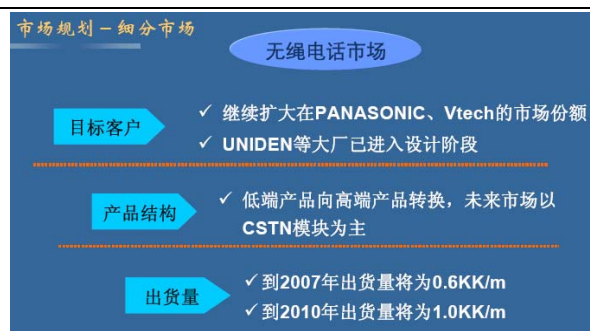 市场规划－细分市场
无绳电话市场
目标客户
✓ 继续扩大在PANASONIC、Vtech的市场份额
✓ UNIDEN等大厂已进入设计阶段
产品结构
✓ 低端产品向高端产品转换，未来市场以
CSTN模块为主
出货量
✓到2007年出货量将为0.6KK/m
✓到2010年出货量将为1.0KK/m